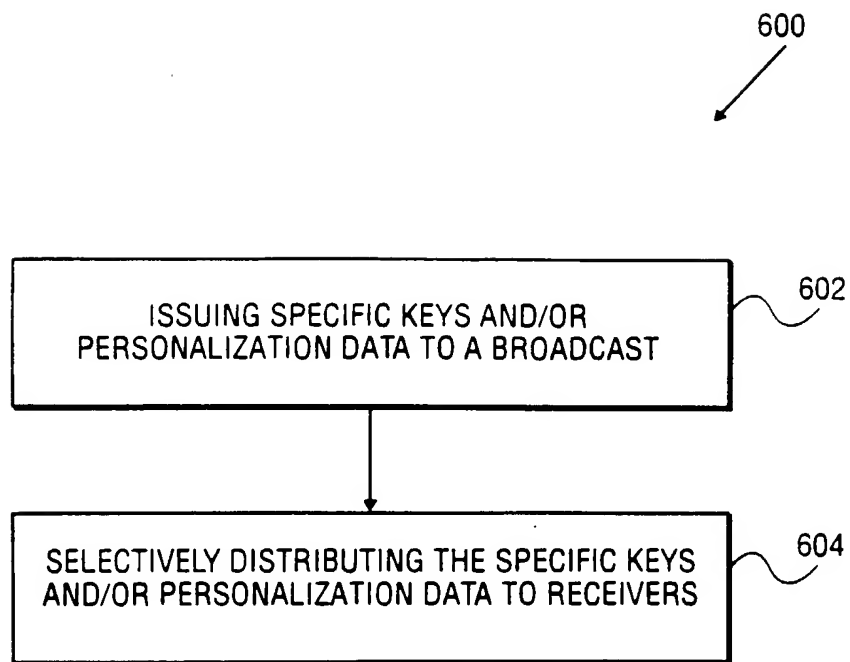 600
ISSUING SPECIFIC KEYS AND/OR
PERSONALIZATION DATA TO A BROADCAST
602
SELECTIVELY DISTRIBUTING THE SPECIFIC KEYS
AND/OR PERSONALIZATION DATA TO RECEIVERS
604